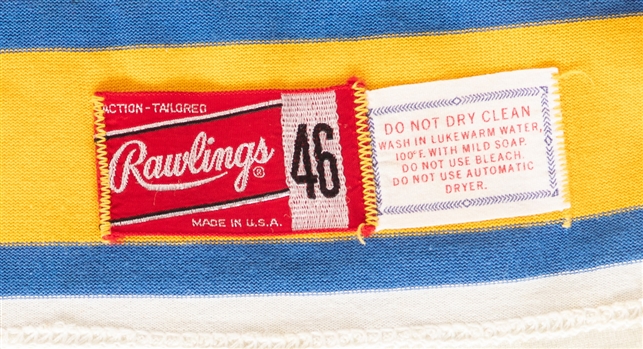 ACTION-TAILORED
Rawlings®
46
MADE IN U.S.A.
DO NOT DRY CLEAN
WASH IN LUKEWARM WATER,
100°F. WITH MILD SOAP.
DO NOT USE BLEACH.
DO NOT USE AUTOMATIC
DRYER.